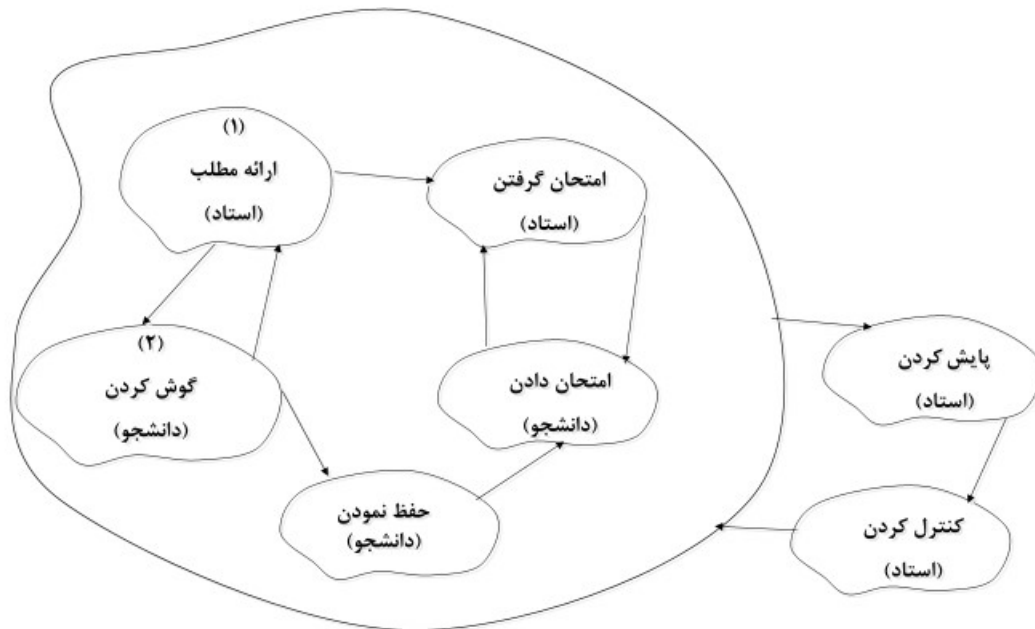 (۱)
ارائه مطلب
(استاد)
امتحان گرفتن
(استاد)
(۲)
گوش کردن
(دانشجو)
امتحان دادن
(دانشجو)
حفظ نمودن
(دانشجو)
پایش کردن
(استاد)
کنترل کردن
(استاد)